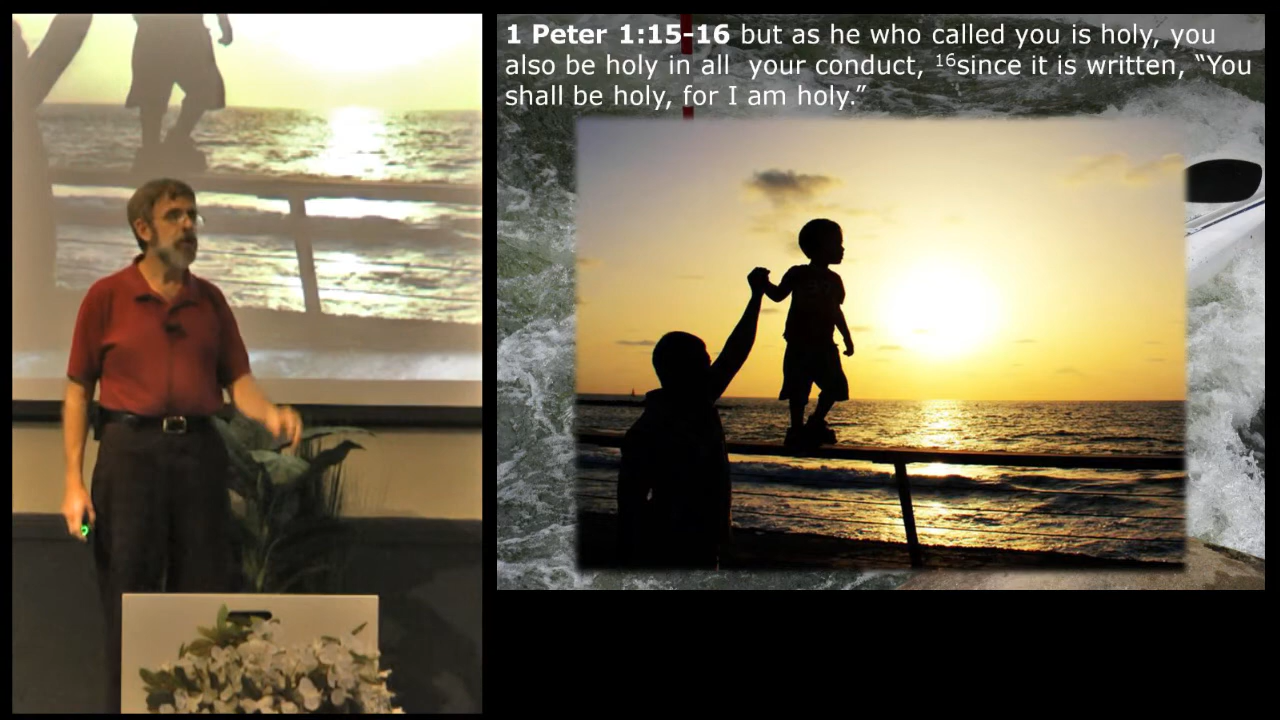 1 Peter 1:15-16 but as he who called you is holy, you
also be holy in all your conduct, ¹⁶since it is written, “You
shall be holy, for I am holy.”